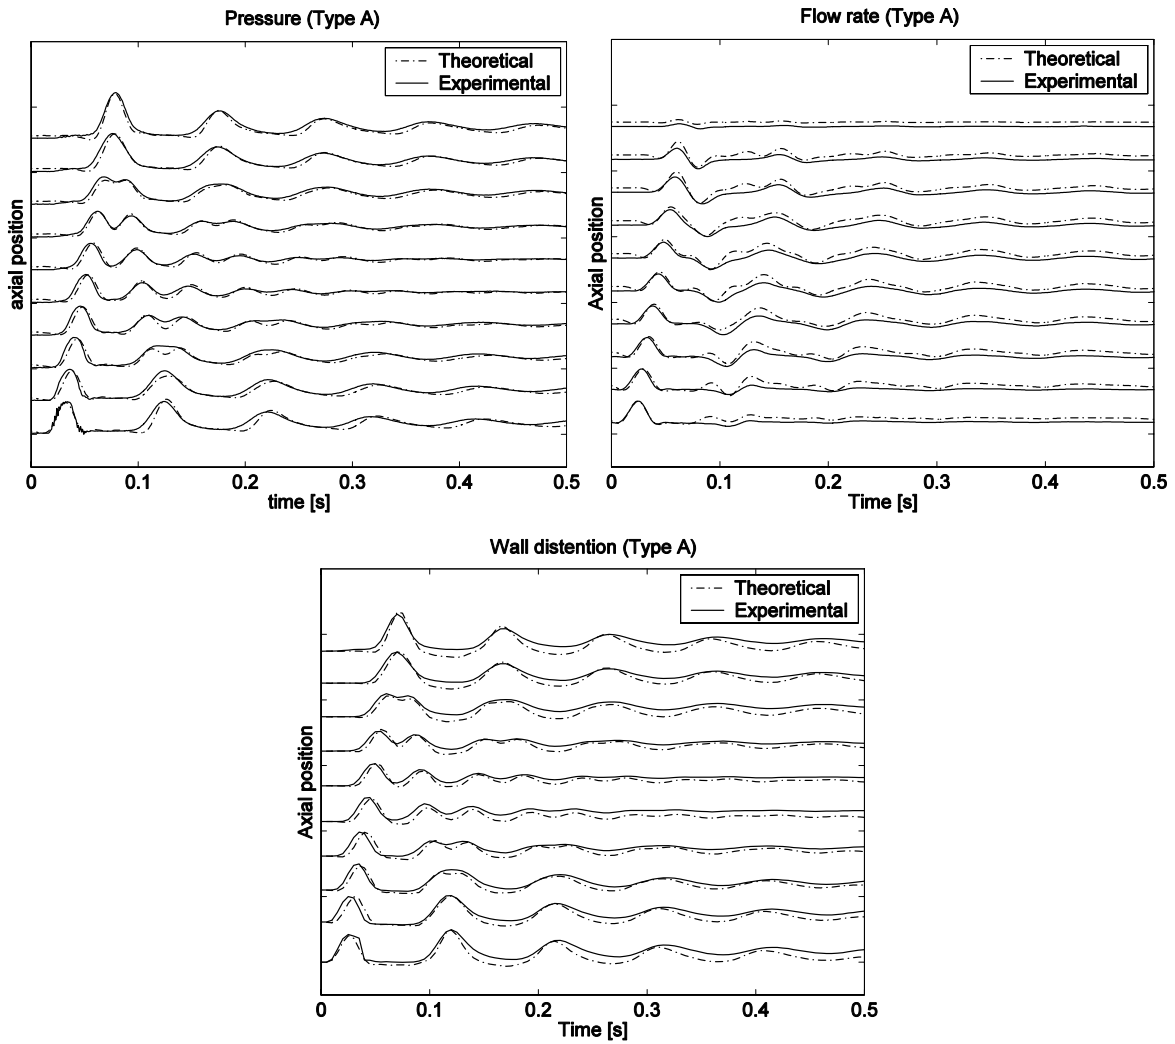 Pressure (Type A)
Theoretical
Experimental
axial position
0 0.1 0.2 0.3 0.4 0.5
time [s]
Flow rate (Type A)
Theoretical
Experimental
Axial position
0 0.1 0.2 0.3 0.4 0.5
Time [s]
Wall distention (Type A)
Theoretical
Experimental
Axial position
0 0.1 0.2 0.3 0.4 0.5
Time [s]